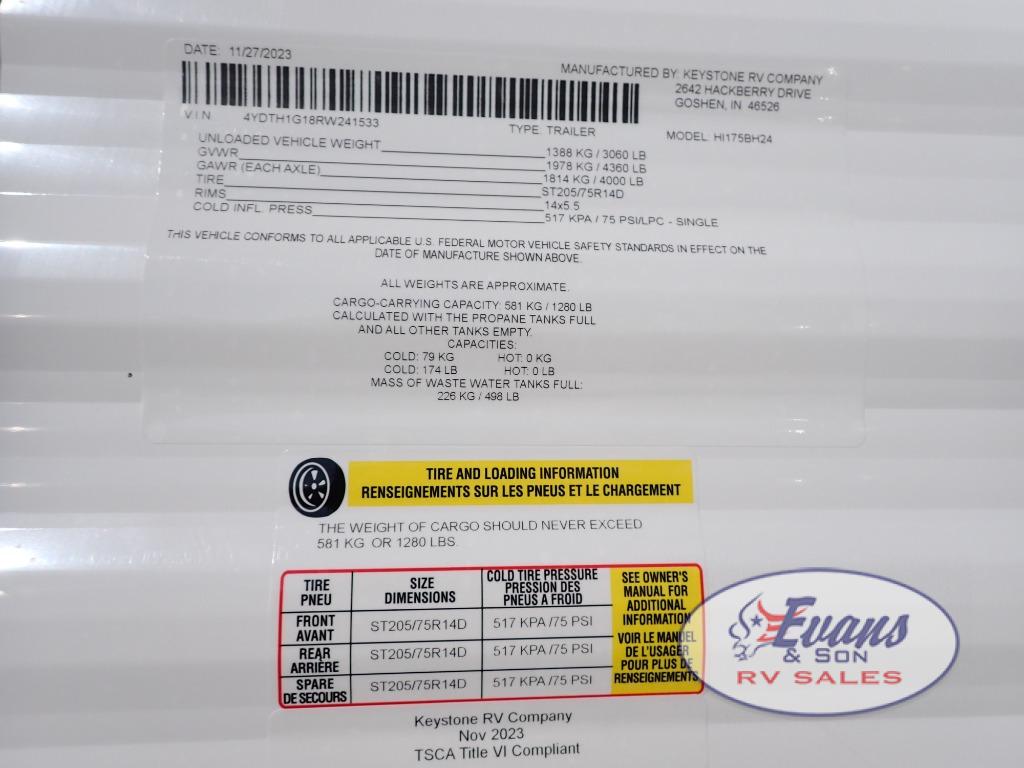 DATE: 11/27/2023
MANUFACTURED BY: KEYSTONE RV COMPANY
2642 HACKBERRY DRIVE
GOSHEN, IN 46526
V.I.N 4YDTH1G18RW241533
TYPE: TRAILER
MODEL: HI175BH24
UNLOADED VEHICLE WEIGHT 1388 KG / 3060 LB
GVWR 1978 KG / 4360 LB
GAWR (EACH AXLE) 1814 KG / 4000 LB
TIRE ST205/75R14D
RIMS 14x5.5
COLD INFL. PRESS 517 KPA / 75 PSI/LPC - SINGLE
THIS VEHICLE CONFORMS TO ALL APPLICABLE U.S. FEDERAL MOTOR VEHICLE SAFETY STANDARDS IN EFFECT ON THE
DATE OF MANUFACTURE SHOWN ABOVE.
ALL WEIGHTS ARE APPROXIMATE.
CARGO-CARRYING CAPACITY: 581 KG / 1280 LB
CALCULATED WITH THE PROPANE TANKS FULL
AND ALL OTHER TANKS EMPTY.
CAPACITIES:
COLD: 79 KG HOT: 0 KG
COLD: 174 LB HOT: 0 LB
MASS OF WASTE WATER TANKS FULL:
226 KG / 498 LB
TIRE AND LOADING INFORMATION
RENSEIGNEMENTS SUR LES PNEUS ET LE CHARGEMENT
THE WEIGHT OF CARGO SHOULD NEVER EXCEED
581 KG OR 1280 LBS.
TIRE
PNEU
SIZE
DIMENSIONS
COLD TIRE PRESSURE
PRESSION DES
PNEUS A FROID
FRONT
AVANT
ST205/75R14D
517 KPA /75 PSI
REAR
ARRIÈRE
ST205/75R14D
517 KPA /75 PSI
SPARE
DE SECOURS
ST205/75R14D
517 KPA /75 PSI
SEE OWNER'S
MANUAL FOR
ADDITIONAL
INFORMATION
VOIR LE MANUEL
DE L'USAGER
POUR PLUS DE
RENSEIGNEMENTS
Keystone RV Company
Nov 2023
TSCA Title VI Compliant
Evans
& SON
RV SALES